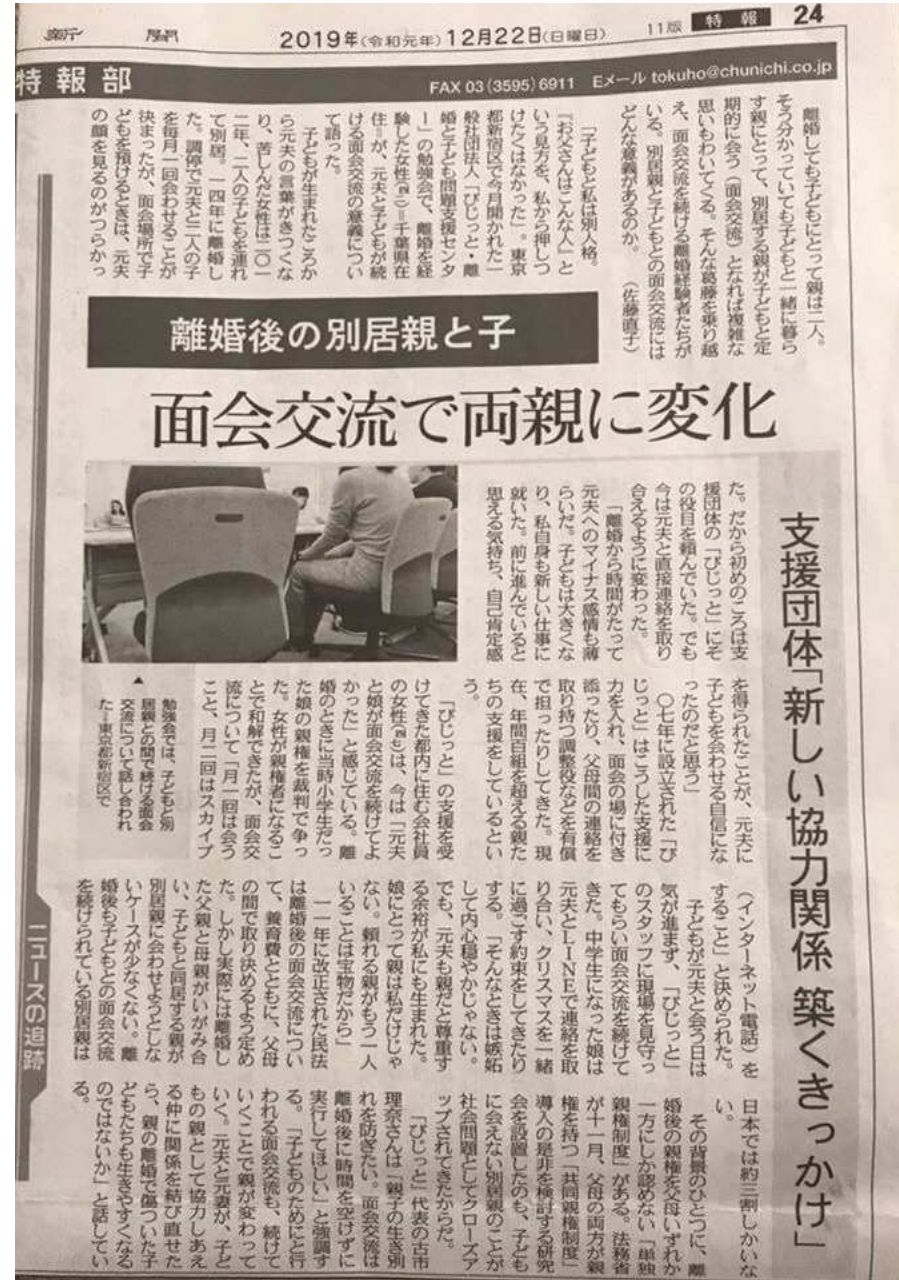 新聞
2019年(令和元年)12月22日(日曜日)
11版
特報
24
特報部
FAX 03(3595)6911 Eメール tokuho@chunichi.co.jp
離婚しても子どもにとって親は二人。
そう分かっていても子どもと一緒に暮ら
す親にとって、別居する親が子どもと定
期的に会う(面会交流)となれば複雑な
思いもわいてくる。そんな葛藤を乗り越
え、面会交流を続ける離婚経験者たちが
いる。別居親と子どもとの面会交流には
どんな意義があるのか。(佐藤直子)
離婚後の別居親と子
面会交流で両親に変化
支援団体「新しい協力関係 築くきっかけ」
「子どもと私は別人格。
『お父さんはこんな人』と
いう見方を、私から押しつ
けたくはなかった」。東京
都新宿区で今月開かれた一
般社団法人「びじっと・離
婚と子ども問題支援センタ
ー」の勉強会で、離婚を経
験した女性(四二)=千葉県在
住=が、元夫と子どもが続
ける面会交流の意義につい
て語った。
子どもが生まれたころか
ら元夫の言葉がきつくな
り、苦しんだ女性は二〇一
二年、二人の子どもを連れ
て別居。一四年に離婚し
た。調停で元夫と二人の子
を毎月一回会わせることが
決まったが、面会場所で子
どもを預けるときは、元夫
の顔を見るのがつらかっ
た。だから初めのころは支
援団体の「びじっと」にそ
の役目を頼んでいた。でも
今は元夫と直接連絡を取り
合えるように変わった。
「離婚から時間がたって
元夫へのマイナス感情も薄
らいだ。子どもは大きくな
り、私自身も新しい仕事に
就いた。前に進んでいると
思える気持ち、自己肯定感
を得られたことが、元夫に
子どもを会わせる自信にな
ったのだと思う」
〇七年に設立された「び
じっと」はこうした支援に
力を入れ、面会の場に付き
添ったり、父母間の連絡を
取り持つ調整役などを有償
で担ったりしてきた。現
在、年間百組を超える親た
ちの支援をしているとい
う。
「びじっと」の支援を受
けてきた都内に住む会社員
の女性は、今は「元夫
と娘が面会交流を続けてよ
かった」と感じている。離
婚のときに当時小学生だっ
た娘の親権を裁判で争っ
た。女性が親権者になるこ
とで和解できたが、面会交
流について「月一回は会う
こと、月二回はスカイプ
(インターネット電話)を
すること」と決められた。
子どもが元夫と会う日は
気が進まず、「びじっと」
のスタッフに現場を見守っ
てもらい面会交流を続けて
きた。中学生になった娘は
元夫とLINEで連絡を取
り合い、クリスマスを一緒
に過ごす約束をしてきたり
する。「そんなときは嫉妬
して内心穏やかじゃない。
でも、元夫も親だと尊重す
る余裕が私にも生まれた。
娘にとって親は私だけじゃ
ない。頼れる親がもう一人
いることは宝物だから」
一一年に改正された民法
は離婚後の面会交流につい
て、養育費とともに、父母
の間で取り決めるよう定め
た。しかし実際には離婚し
た父親と母親がいがみ合
い、子どもと同居する親が
別居親に会わせようとしな
いケースが少なくない。離
婚後も子どもとの面会交流
を続けられている別居親は
日本では約三割しかいな
い。
その背景のひとつに、離
婚後の親権を父母いずれか
一方にしか認めない「単独
親権制度」がある。法務省
が十一月、父母の両方が親
権を持つ「共同親権制度」
導入の是非を検討する研究
会を設置したのも、子ども
に会えない別居親のことが
社会問題としてクローズア
ップされてきたからだ。
「びじっと」代表の古市
理奈さんは「親子の生き別
れを防ぎたい。面会交流は
離婚後に時間を空けずに
実行してほしい」と強調す
る。「子どものためにと行
われる面会交流も、続けて
いくことで親が変わって
いく。元夫と元妻が、子ど
もの親として協力しあえ
る仲に関係を結び直せた
ら、親の離婚で傷ついた子
どもたちも生きやすくなる
のではないか」と話してい
る。
▲
勉強会では、子どもと別
居親との間で続ける面会
交流について話し合われ
た=東京都新宿区で
ニュースの追跡